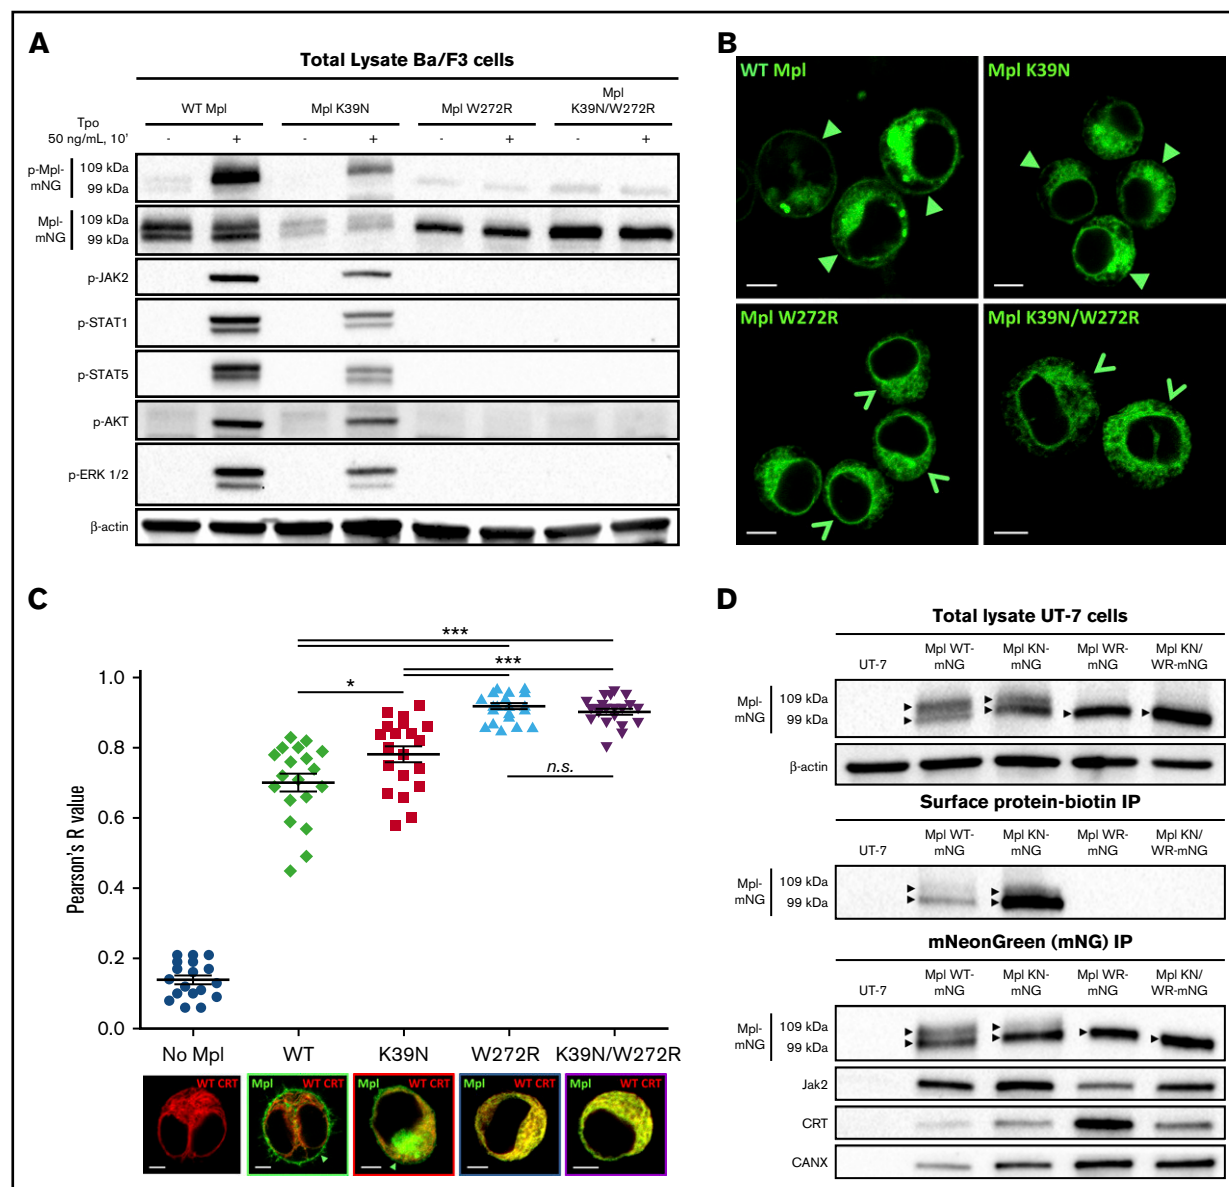 A
Total Lysate Ba/F3 cells
WT Mpl
Mpl K39N
Mpl W272R
Mpl
K39N/W272R
Tpo
50 ng/mL, 10'
- + - + - + - +
p-Mpl-
mNG
109 kDa
99 kDa
Mpl-
mNG
109 kDa
99 kDa
p-JAK2
p-STAT1
p-STAT5
p-AKT
p-ERK 1/2
β-actin
B
WT Mpl
Mpl K39N
Mpl W272R
Mpl K39N/W272R
C
Pearson's R value
1.0
0.8
0.6
0.4
0.2
0.0
***
***
*
n.s.
No Mpl
WT
K39N
W272R
K39N/W272R
WT CRT
Mpl WT CRT
Mpl WT CRT
Mpl WT CRT
Mpl WT CRT
D
Total lysate UT-7 cells
UT-7
Mpl WT-
mNG
Mpl KN-
mNG
Mpl WR-
mNG
Mpl KN/
WR-mNG
Mpl-
mNG
109 kDa
99 kDa
β-actin
Surface protein-biotin IP
UT-7
Mpl WT-
mNG
Mpl KN-
mNG
Mpl WR-
mNG
Mpl KN/
WR-mNG
Mpl-
mNG
109 kDa
99 kDa
mNeonGreen (mNG) IP
UT-7
Mpl WT-
mNG
Mpl KN-
mNG
Mpl WR-
mNG
Mpl KN/
WR-mNG
Mpl-
mNG
109 kDa
99 kDa
Jak2
CRT
CANX